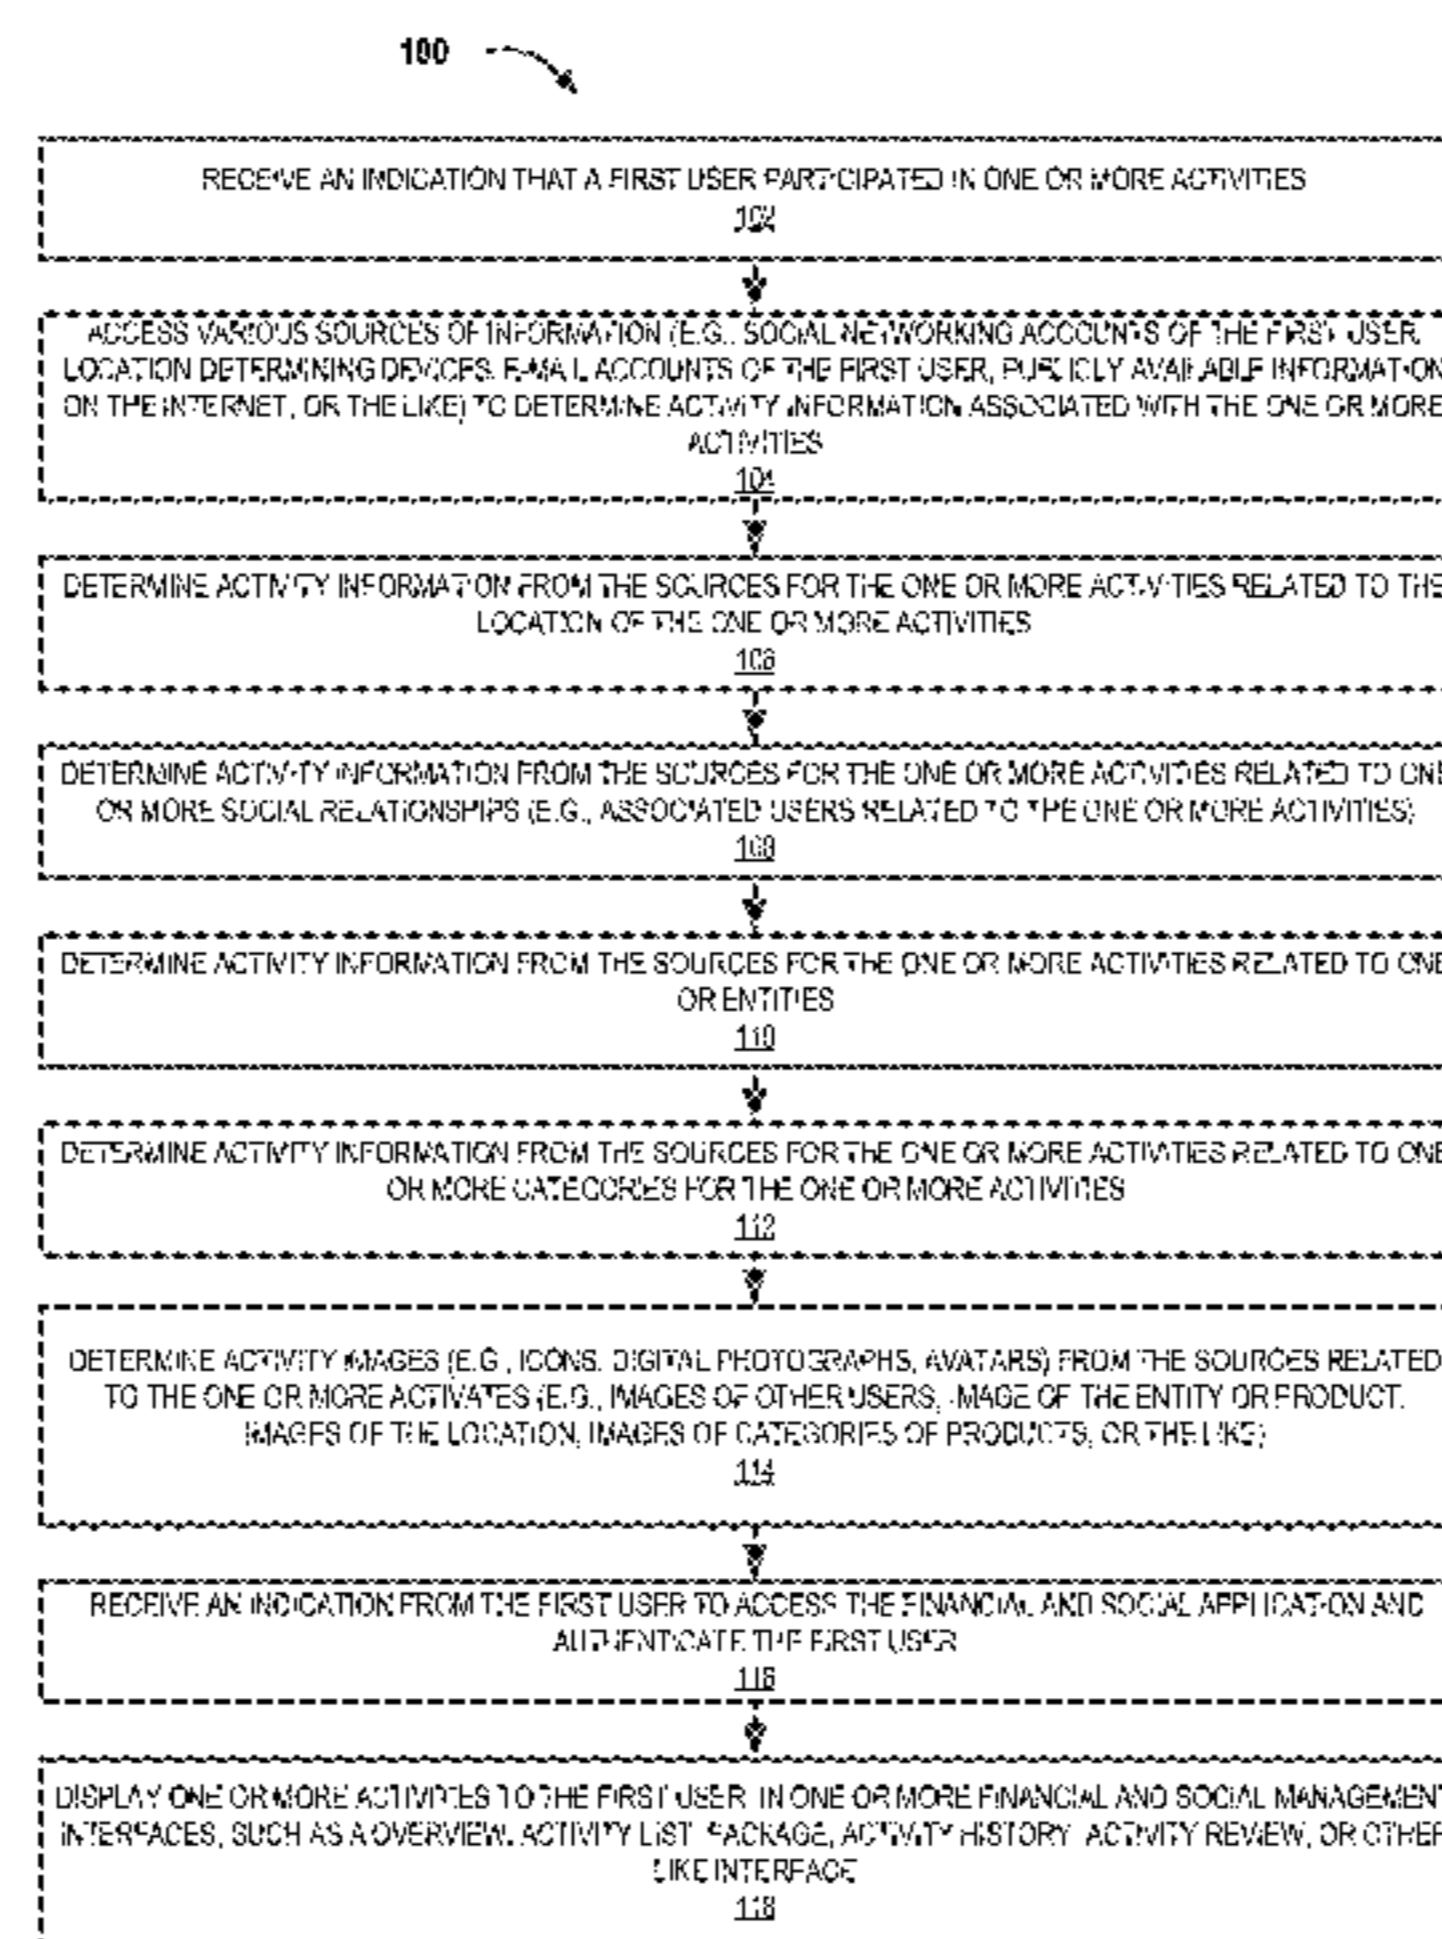 100
RECEIVE AN INDICATION THAT A FIRST USER PARTICIPATED IN ONE OR MORE ACTIVITIES
102
ACCESS VARIOUS SOURCES OF INFORMATION (E.G., SOCIAL NETWORKING ACCOUNTS OF THE FIRST USER
LOCATION DETERMINING DEVICES, E-MAIL ACCOUNTS OF THE FIRST USER, PUBLICLY AVAILABLE INFORMATION
ON THE INTERNET, OR THE LIKE) TO DETERMINE ACTIVITY INFORMATION ASSOCIATED WITH THE ONE OR MORE
ACTIVITIES
104
DETERMINE ACTIVITY INFORMATION FROM THE SOURCES FOR THE ONE OR MORE ACTIVITIES RELATED TO THE
LOCATION OF THE ONE OR MORE ACTIVITIES
106
DETERMINE ACTIVITY INFORMATION FROM THE SOURCES FOR THE ONE OR MORE ACTIVITIES RELATED TO ONE
OR MORE SOCIAL RELATIONSHIPS (E.G., ASSOCIATED USERS RELATED TO THE ONE OR MORE ACTIVITIES)
108
DETERMINE ACTIVITY INFORMATION FROM THE SOURCES FOR THE ONE OR MORE ACTIVITIES RELATED TO ONE
OR ENTITIES
110
DETERMINE ACTIVITY INFORMATION FROM THE SOURCES FOR THE ONE OR MORE ACTIVITIES RELATED TO ONE
OR MORE CATEGORIES FOR THE ONE OR MORE ACTIVITIES
112
DETERMINE ACTIVITY IMAGES (E.G., ICONS, DIGITAL PHOTOGRAPHS, AVATARS) FROM THE SOURCES RELATED
TO THE ONE OR MORE ACTIVATES (E.G., IMAGES OF OTHER USERS, IMAGE OF THE ENTITY OR PRODUCT,
IMAGES OF THE LOCATION, IMAGES OF CATEGORIES OF PRODUCTS, OR THE LIKE)
114
RECEIVE AN INDICATION FROM THE FIRST USER TO ACCESS THE FINANCIAL AND SOCIAL APPLICATION AND
AUTHENTICATE THE FIRST USER
116
DISPLAY ONE OR MORE ACTIVITIES TO THE FIRST USER IN ONE OR MORE FINANCIAL AND SOCIAL MANAGEMENT
INTERFACES, SUCH AS A OVERVIEW, ACTIVITY LIST, PACKAGE, ACTIVITY HISTORY, ACTIVITY REVIEW, OR OTHER
LIKE INTERFACE
118